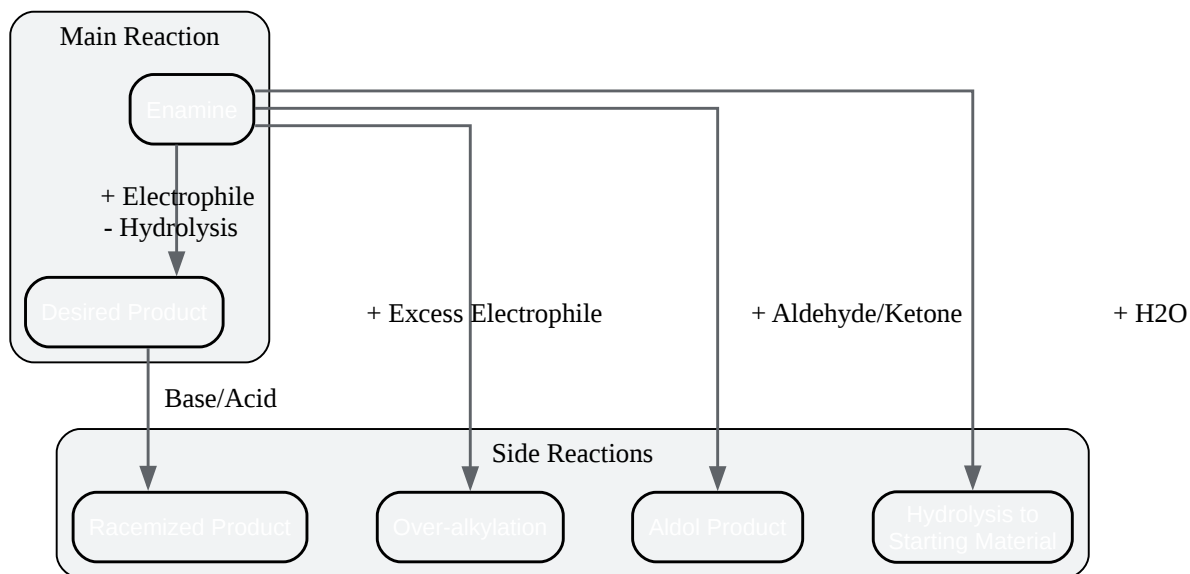 Main Reaction
Enamine
+ Electrophile
- Hydrolysis
Desired Product
+ Excess Electrophile
+ Aldehyde/Ketone
+ H2O
Base/Acid
Side Reactions
Racemized Product
Over-alkylation
Aldol Product
Hydrolysis to
Starting Material